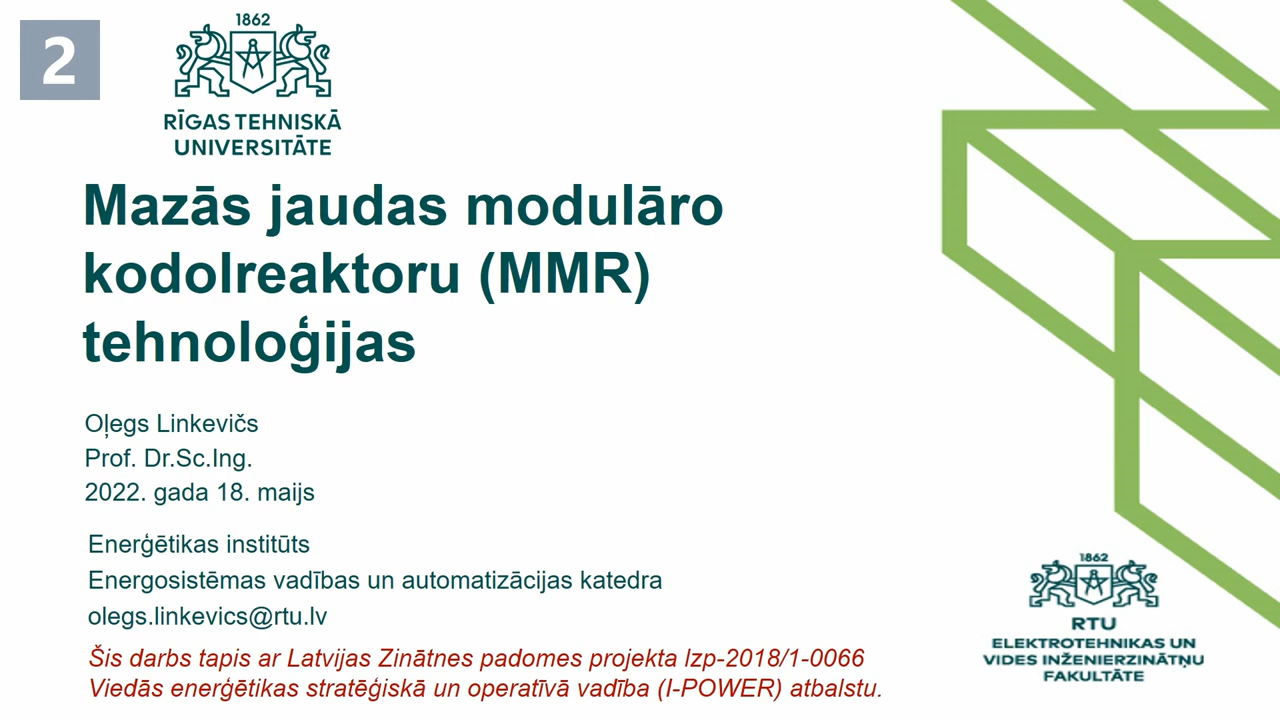 2
1862
RĪGAS TEHNISKĀ
UNIVERSITĀTE
Mazās jaudas modulāro
kodolreaktoru (MMR)
tehnoloģijas
Oļegs Linkevičs
Prof. Dr.Sc.Ing.
2022. gada 18. maijs
Enerģētikas institūts
Energosistēmas vadības un automatizācijas katedra
olegs.linkevics@rtu.lv
Šis darbs tapis ar Latvijas Zinātnes padomes projekta lzp-2018/1-0066
Viedās enerģētikas stratēģiskā un operatīvā vadība (I-POWER) atbalstu.
1862
RTU
ELEKTROTEHNIKAS UN
VIDES INŽENIERZINĀTŅU
FAKULTĀTE